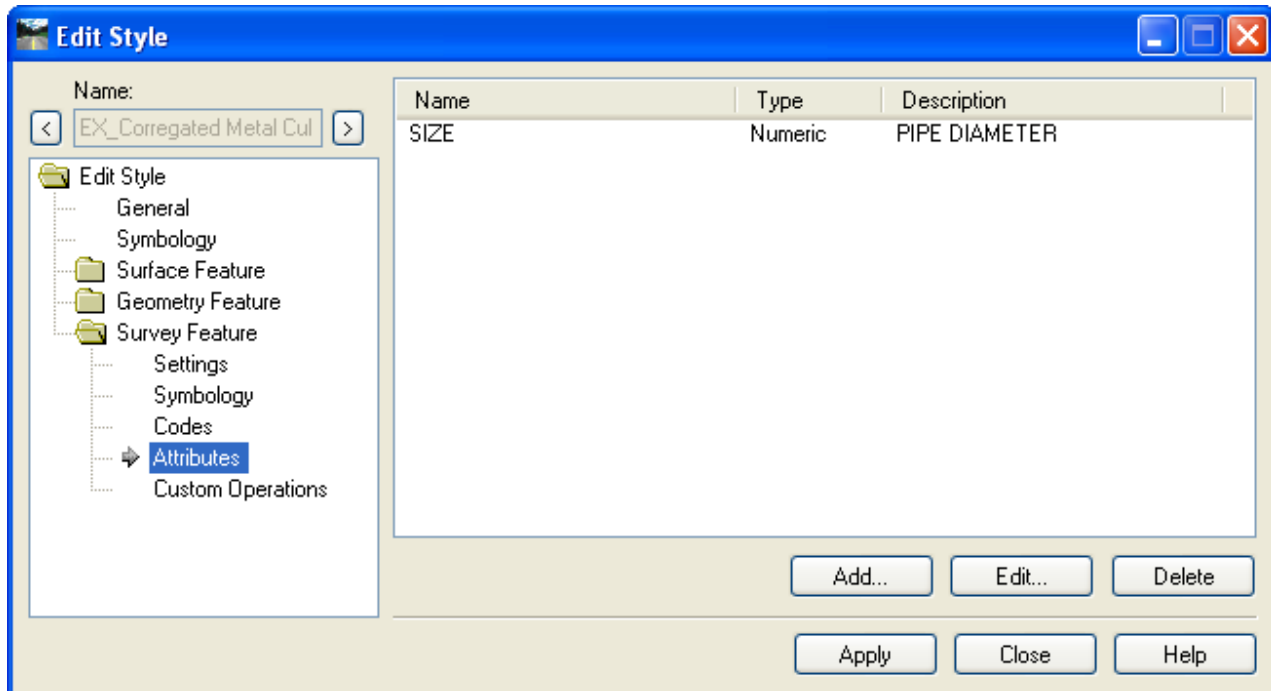 Edit Style
Name:
EX_Corregated Metal Cul
Edit Style
General
Symbology
Surface Feature
Geometry Feature
Survey Feature
Settings
Symbology
Codes
Attributes
Custom Operations
Name Type Description
SIZE Numeric PIPE DIAMETER
Add... Edit... Delete
Apply Close Help